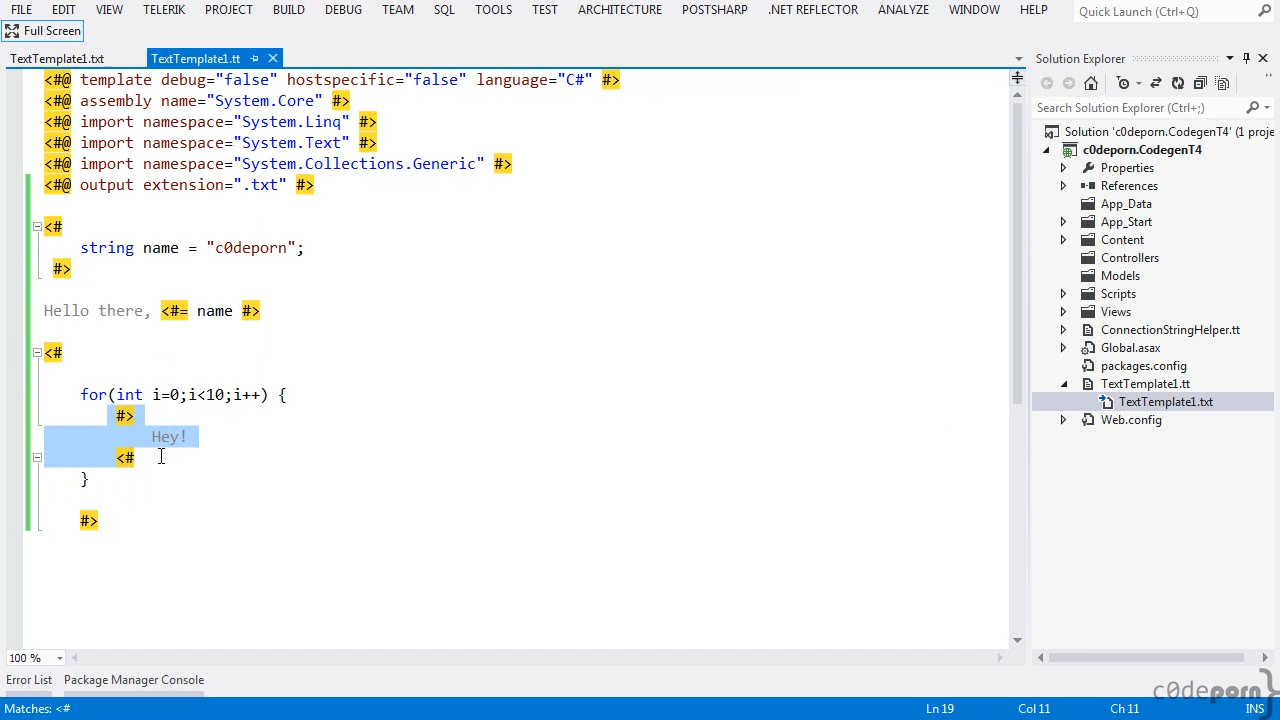 FILE EDIT VIEW TELERIK PROJECT BUILD DEBUG TEAM SQL TOOLS TEST ARCHITECTURE POSTSHARP .NET REFLECTOR ANALYZE WINDOW HELP Quick Launch (Ctrl+Q)
Full Screen
TextTemplate1.txt TextTemplate1.tt
<#@ template debug="false" hostspecific="false" language="C#" #>
<#@ assembly name="System.Core" #>
<#@ import namespace="System.Linq" #>
<#@ import namespace="System.Text" #>
<#@ import namespace="System.Collections.Generic" #>
<#@ output extension=".txt" #>
<#
string name = "c0deporn";
#>
Hello there, <#= name #>
<#
for(int i=0;i<10;i++) {
#>
Hey!
<#
}
#>
100 %
Error List Package Manager Console
Matches: <# Ln 19 Col 11 Ch 11 INS
Solution Explorer
Search Solution Explorer (Ctrl+;)
Solution 'c0deporn.CodegenT4' (1 proje
c0deporn.CodegenT4
Properties
References
App_Data
App_Start
Content
Controllers
Models
Scripts
Views
ConnectionStringHelper.tt
Global.asax
packages.config
TextTemplate1.tt
TextTemplate1.txt
Web.config
c0deporn